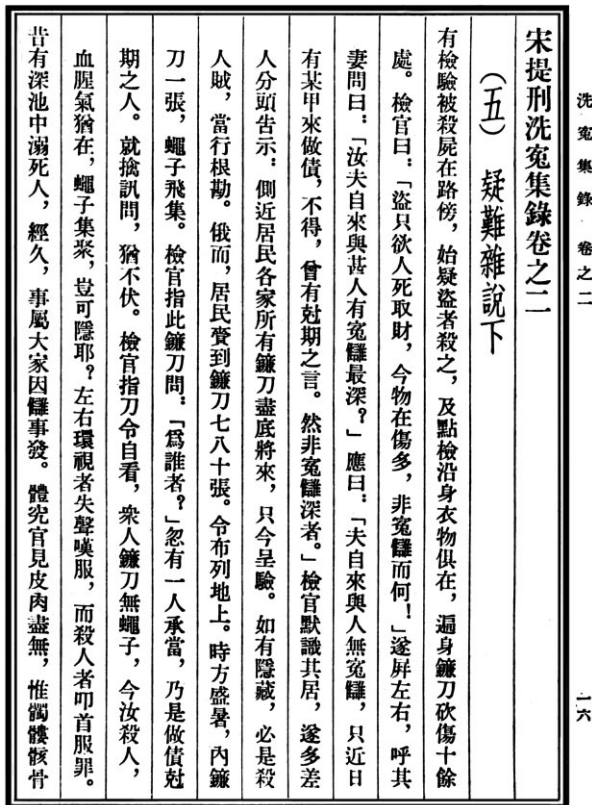 洗冤集錄 卷之二
一六
宋提刑洗冤集錄卷之二
（五） 疑難雜說下
有檢驗被殺屍在路傍，始疑盜者殺之，及點檢沿身衣物俱在，遍身鐮刀砍傷十餘
處。檢官曰：「盜只欲人死取財，今物在傷多，非冤讎而何！」遂屏左右，呼其
妻問曰：「汝夫自來與甚人有冤讎最深？」應曰：「夫自來與人無冤讎，只近日
有某甲來做債，不得，曾有尅期之言。然非冤讎深者。」檢官默識其居，遂多差
人分頭吿示：側近居民各家所有鐮刀盡底將來，只今呈驗。如有隱藏，必是殺
人賊，當行根勘。俄而，居民賫到鐮刀七八十張。令布列地上。時方盛暑，內鐮
刀一張，蠅子飛集。檢官指此鐮刀問：「爲誰者？」忽有一人承當，乃是做債尅
期之人。就擒訊問，猶不伏。檢官指刀令自看，衆人鐮刀無蠅子，今汝殺人，
血腥氣猶在，蠅子集聚，豈可隱耶？左右環視者失聲嘆服，而殺人者叩首服罪。
昔有深池中溺死人，經久，事屬大家因讎事發。體究官見皮肉盡無，惟髑髏骸骨